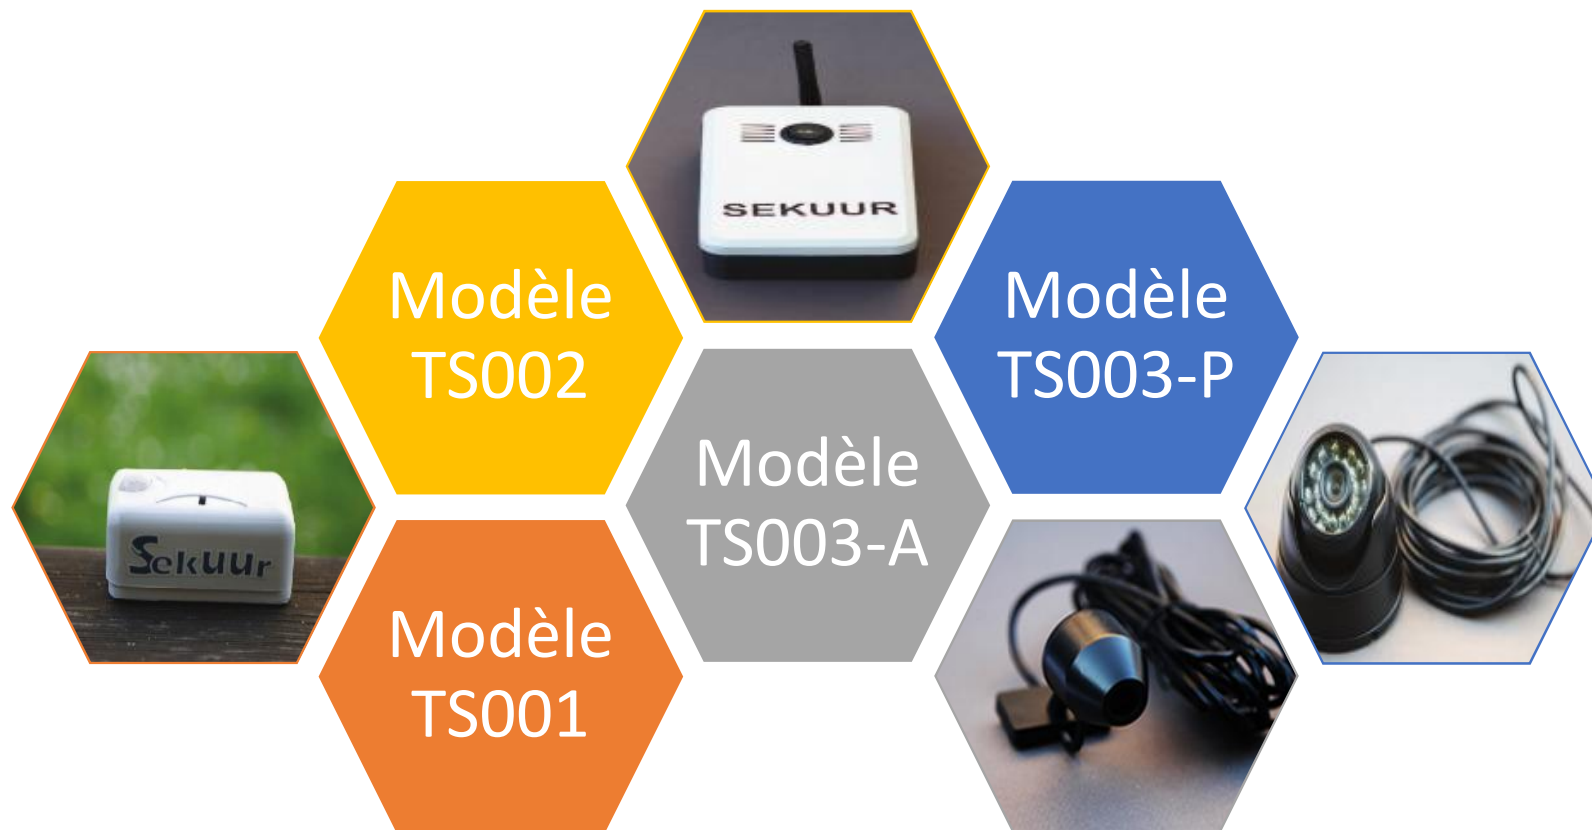 SEKUUR
Modèle
TS002
Modèle
TS003-P
Modèle
TS003-A
Sekuur
Modèle
TS001